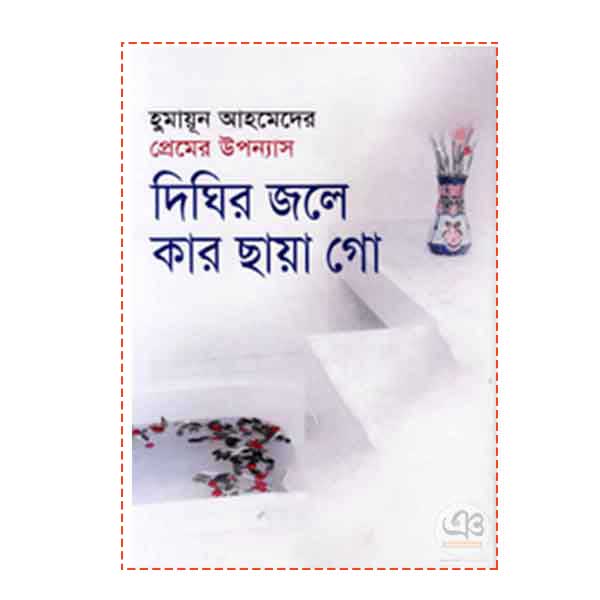 হুমায়ূন আহমেদের
প্রেমের উপন্যাস
দিঘির জলে
কার ছায়া গো